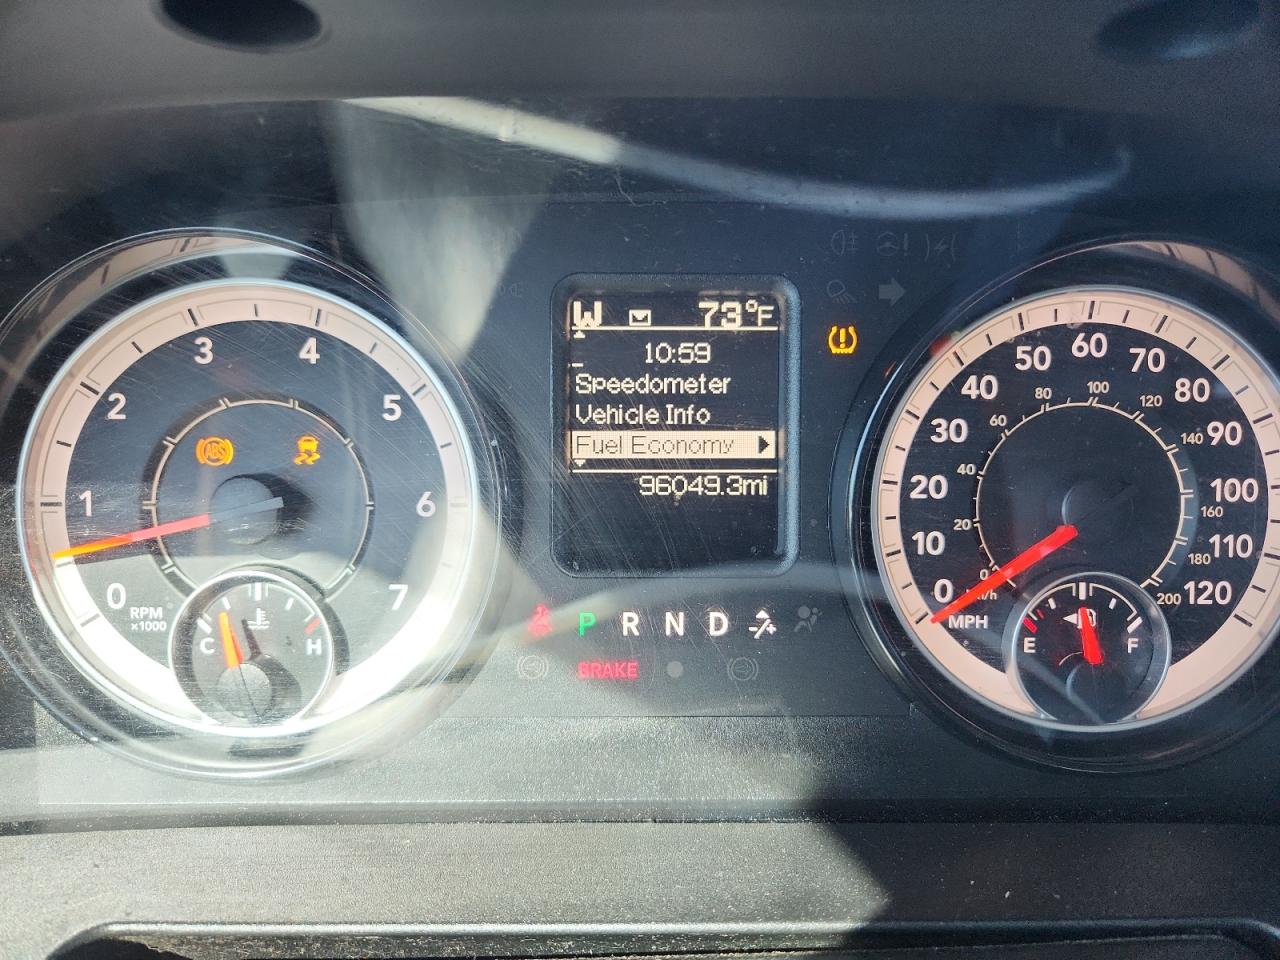 W 73°F
10:59
Speedometer
Vehicle Info
Fuel Economy
96049.3mi
0 1 2 3 4 5 6 7
RPM
x1000
ABS
C H
P R N D
BRAKE
0 10 20 30 40 50 60 70 80 90 100 110 120
MPH
0 20 40 60 80 100 120 140 160 180 200
km/h
E F